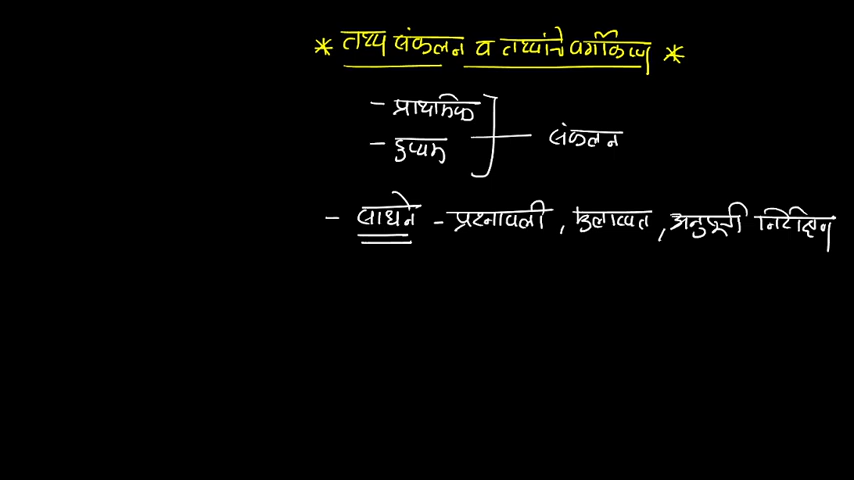 * तथ्य संकलन व तथ्यांचे वर्गीकरण *
- प्राथमिक
- दुय्यम
संकलन
- साधने - प्रश्नावली, मुलाखत, अनुसूची निरीक्षण